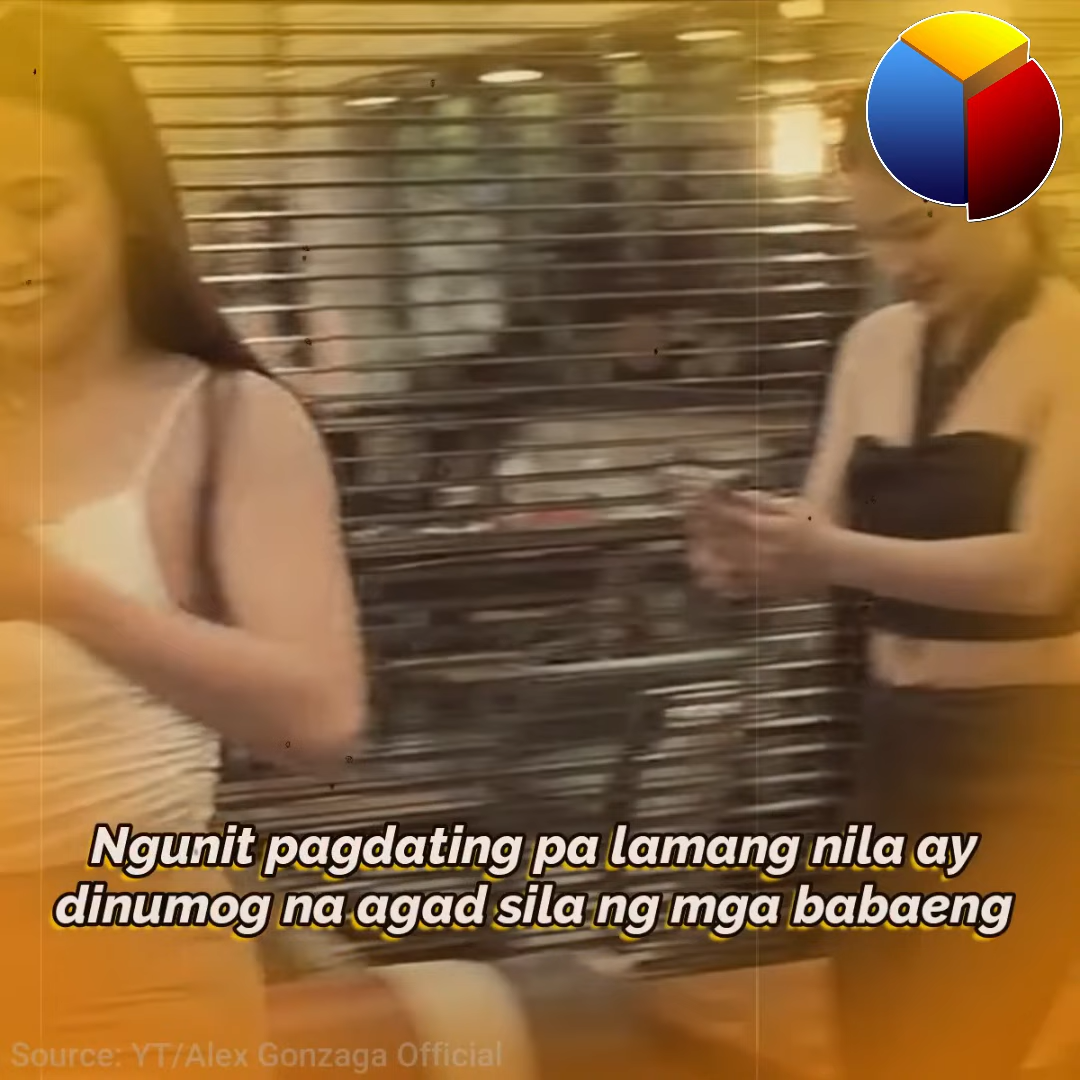 Ngunit pagdating pa lamang nila ay
dinumog na agad sila ng mga babaeng
Source: YT/Alex Gonzaga Official